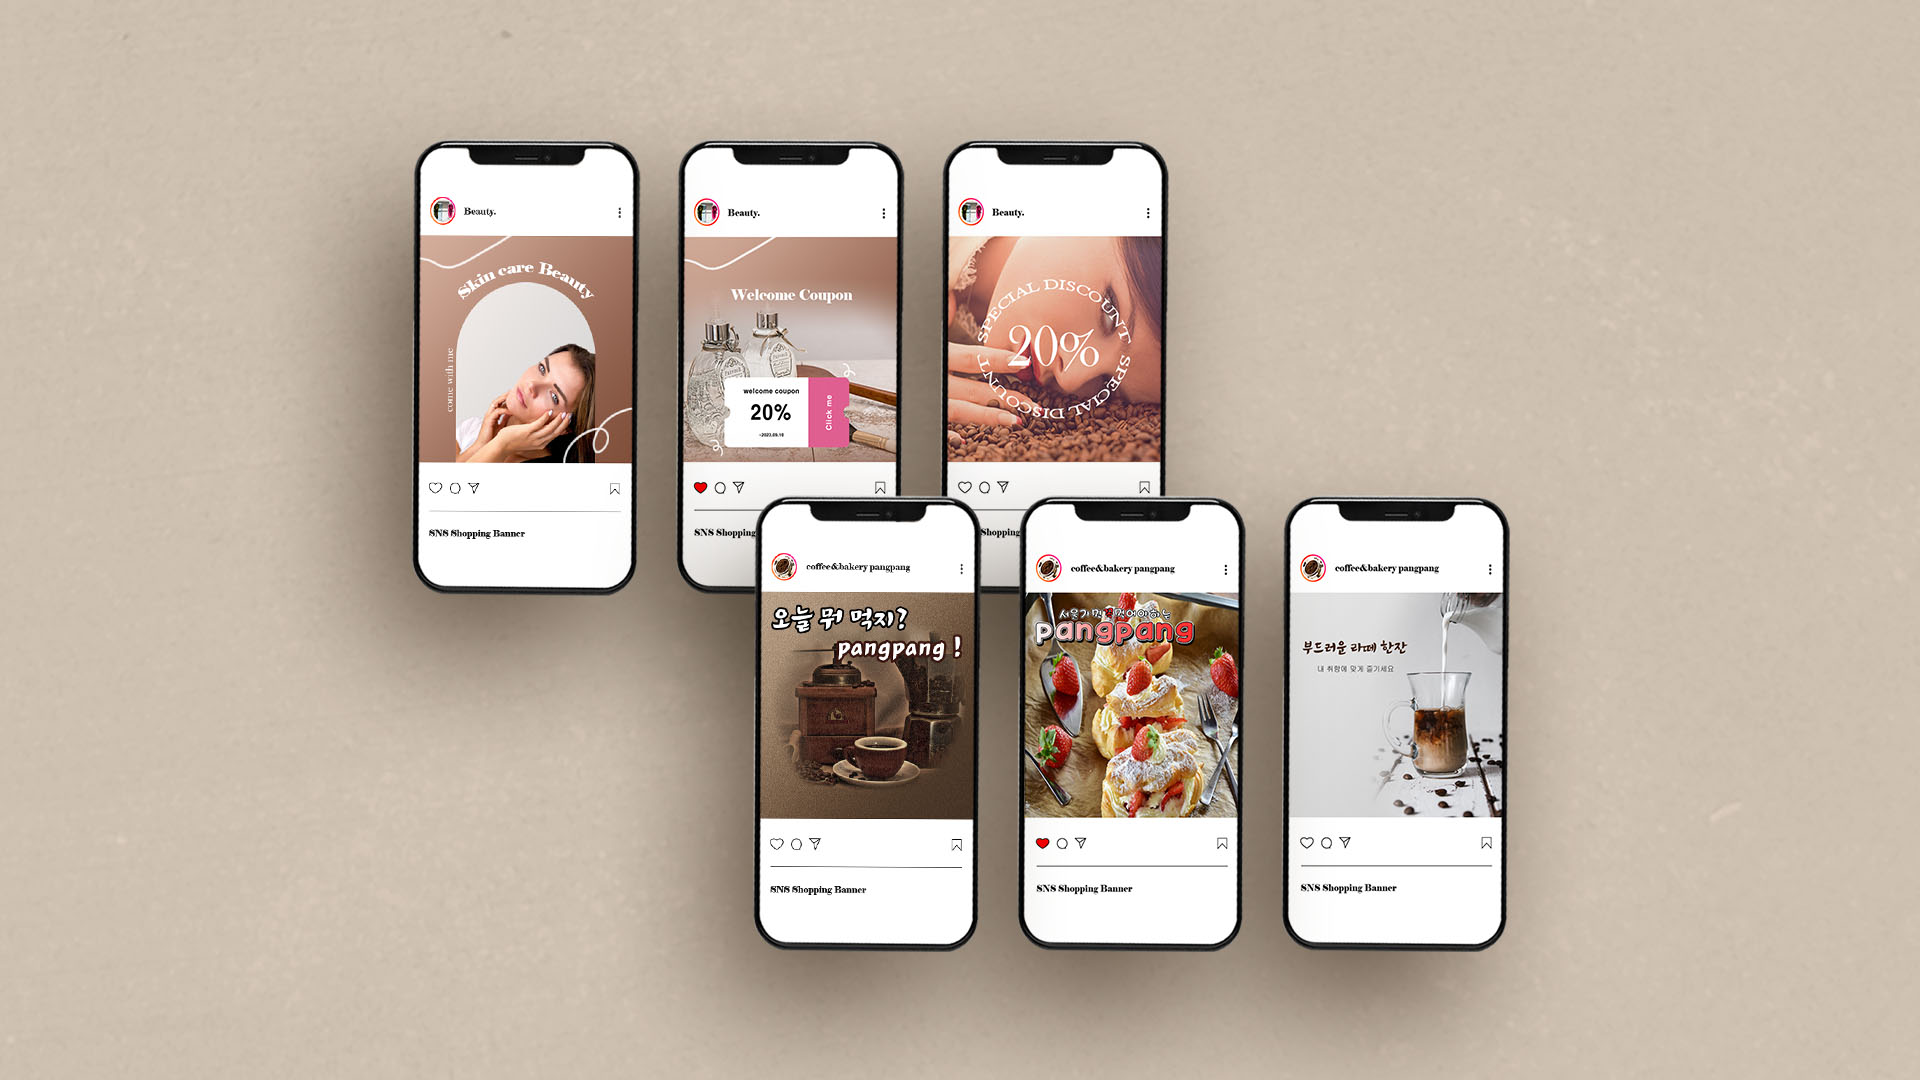 Beauty.
Skin care Beauty
come with me
SNS Shopping Banner
Beauty.
Welcome Coupon
welcome coupon
20%
~2023.09.10
Click me
SNS Shopping
Beauty.
SPECIAL DISCOUNT SPECIAL DISCOUNT
20%
Shopping
coffee&bakery pangpang
오늘 뭐 먹지?
pangpang !
SNS Shopping Banner
coffee&bakery pangpang
pangpang
SNS Shopping Banner
coffee&bakery pangpang
부드러운 라떼 한잔
내 취향에 맞게 즐기세요
SNS Shopping Banner